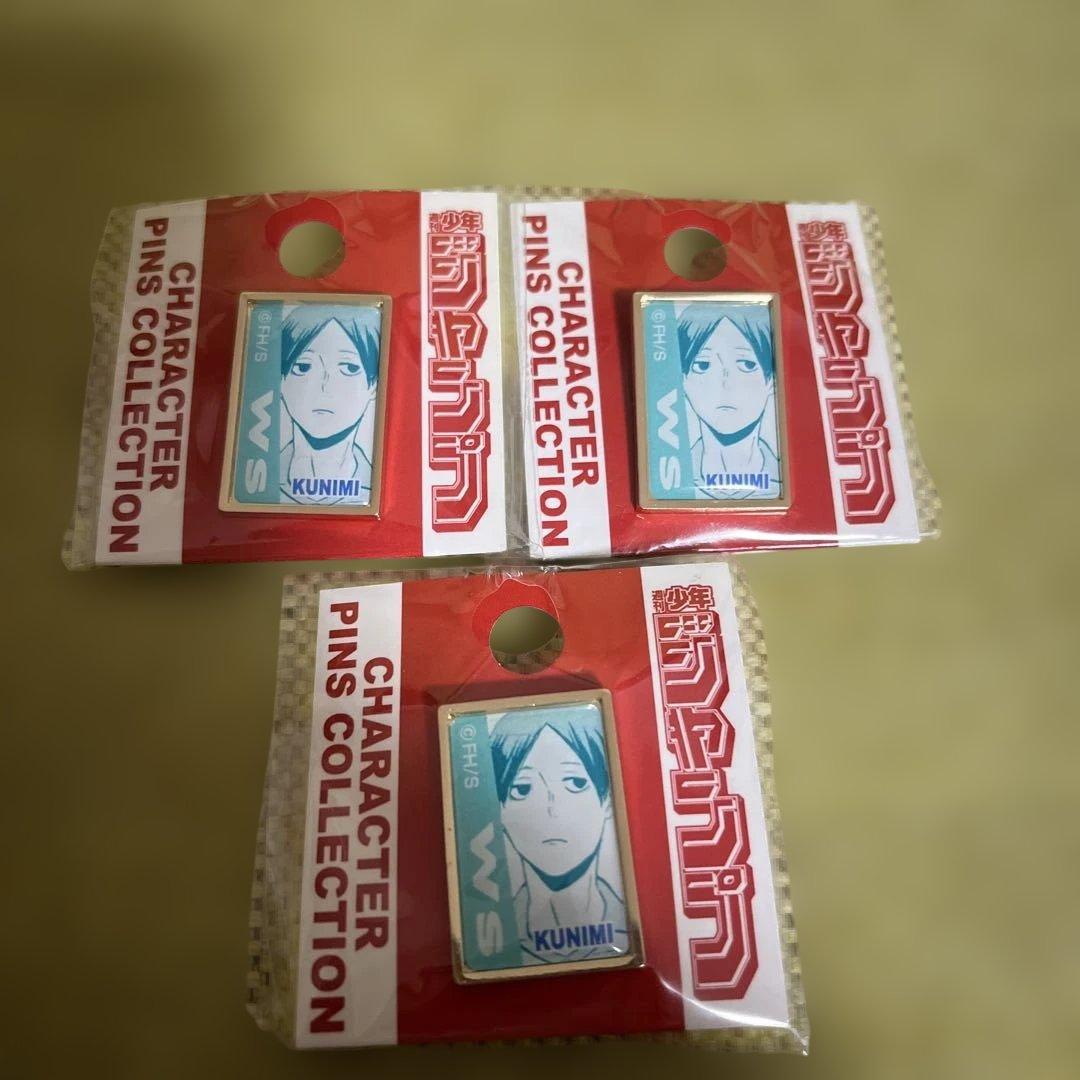 CHARACTER
PINS COLLECTION
©FH/S
WS
KUNIMI
週刊少年
ジャンプ
CHARACTER
PINS COLLECTION
©FH/S
WS
KUNIMI
週刊少年
ジャンプ
CHARACTER
PINS COLLECTION
©FH/S
WS
KUNIMI
週刊少年
ジャンプ